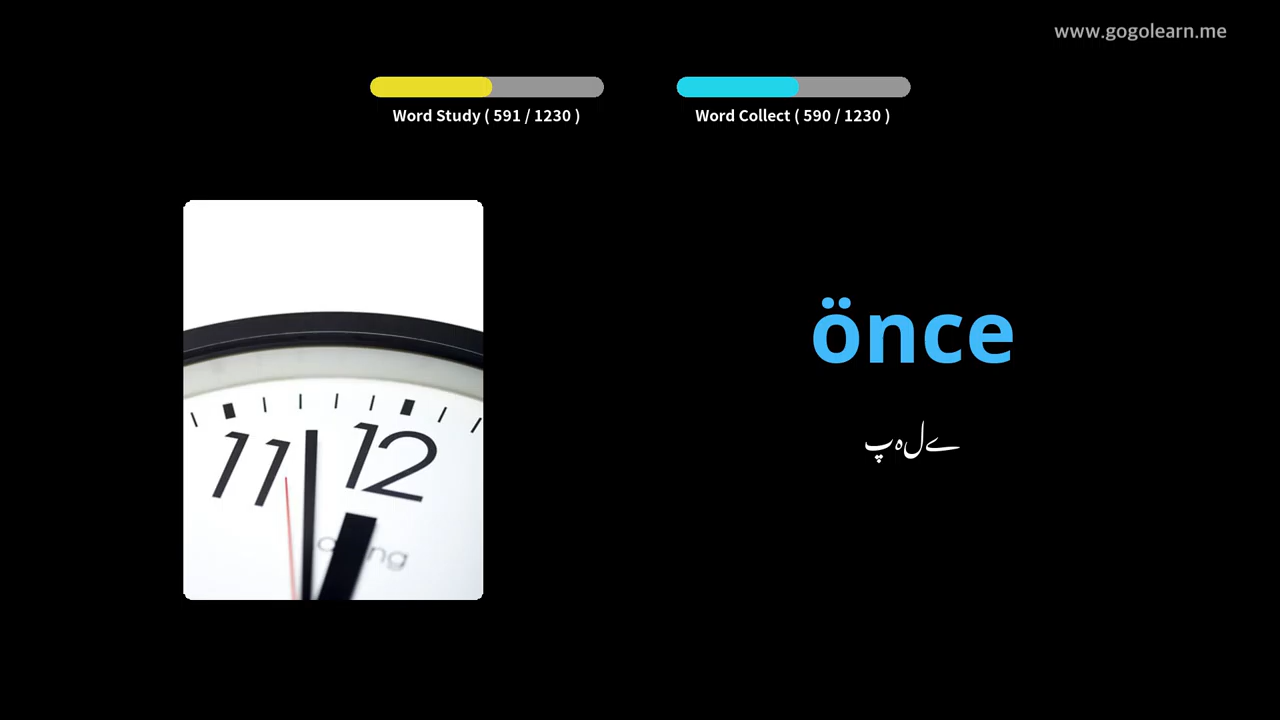 www.gogolearn.me
Word Study ( 591 / 1230 )
Word Collect ( 590 / 1230 )
önce
پہلے
11 12